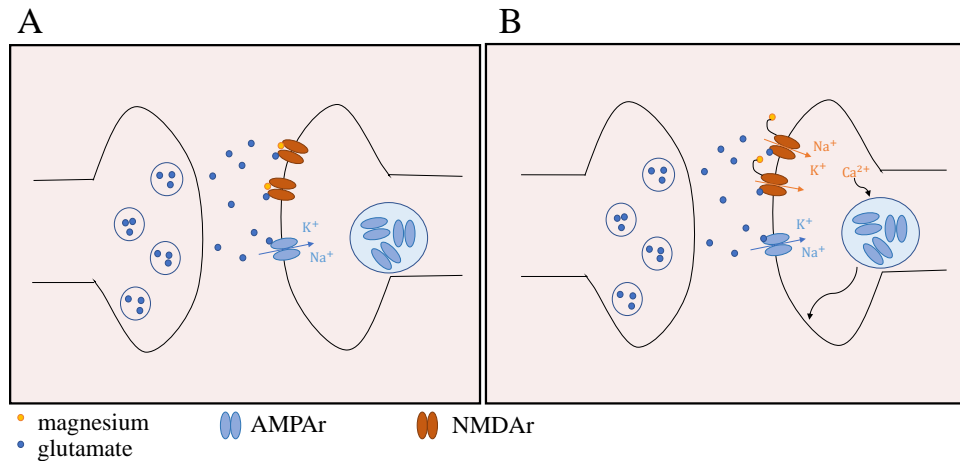 A
B
K⁺
Na⁺
Na⁺
K⁺
Ca²⁺
K⁺
Na⁺
magnesium
glutamate
AMPAr
NMDAr